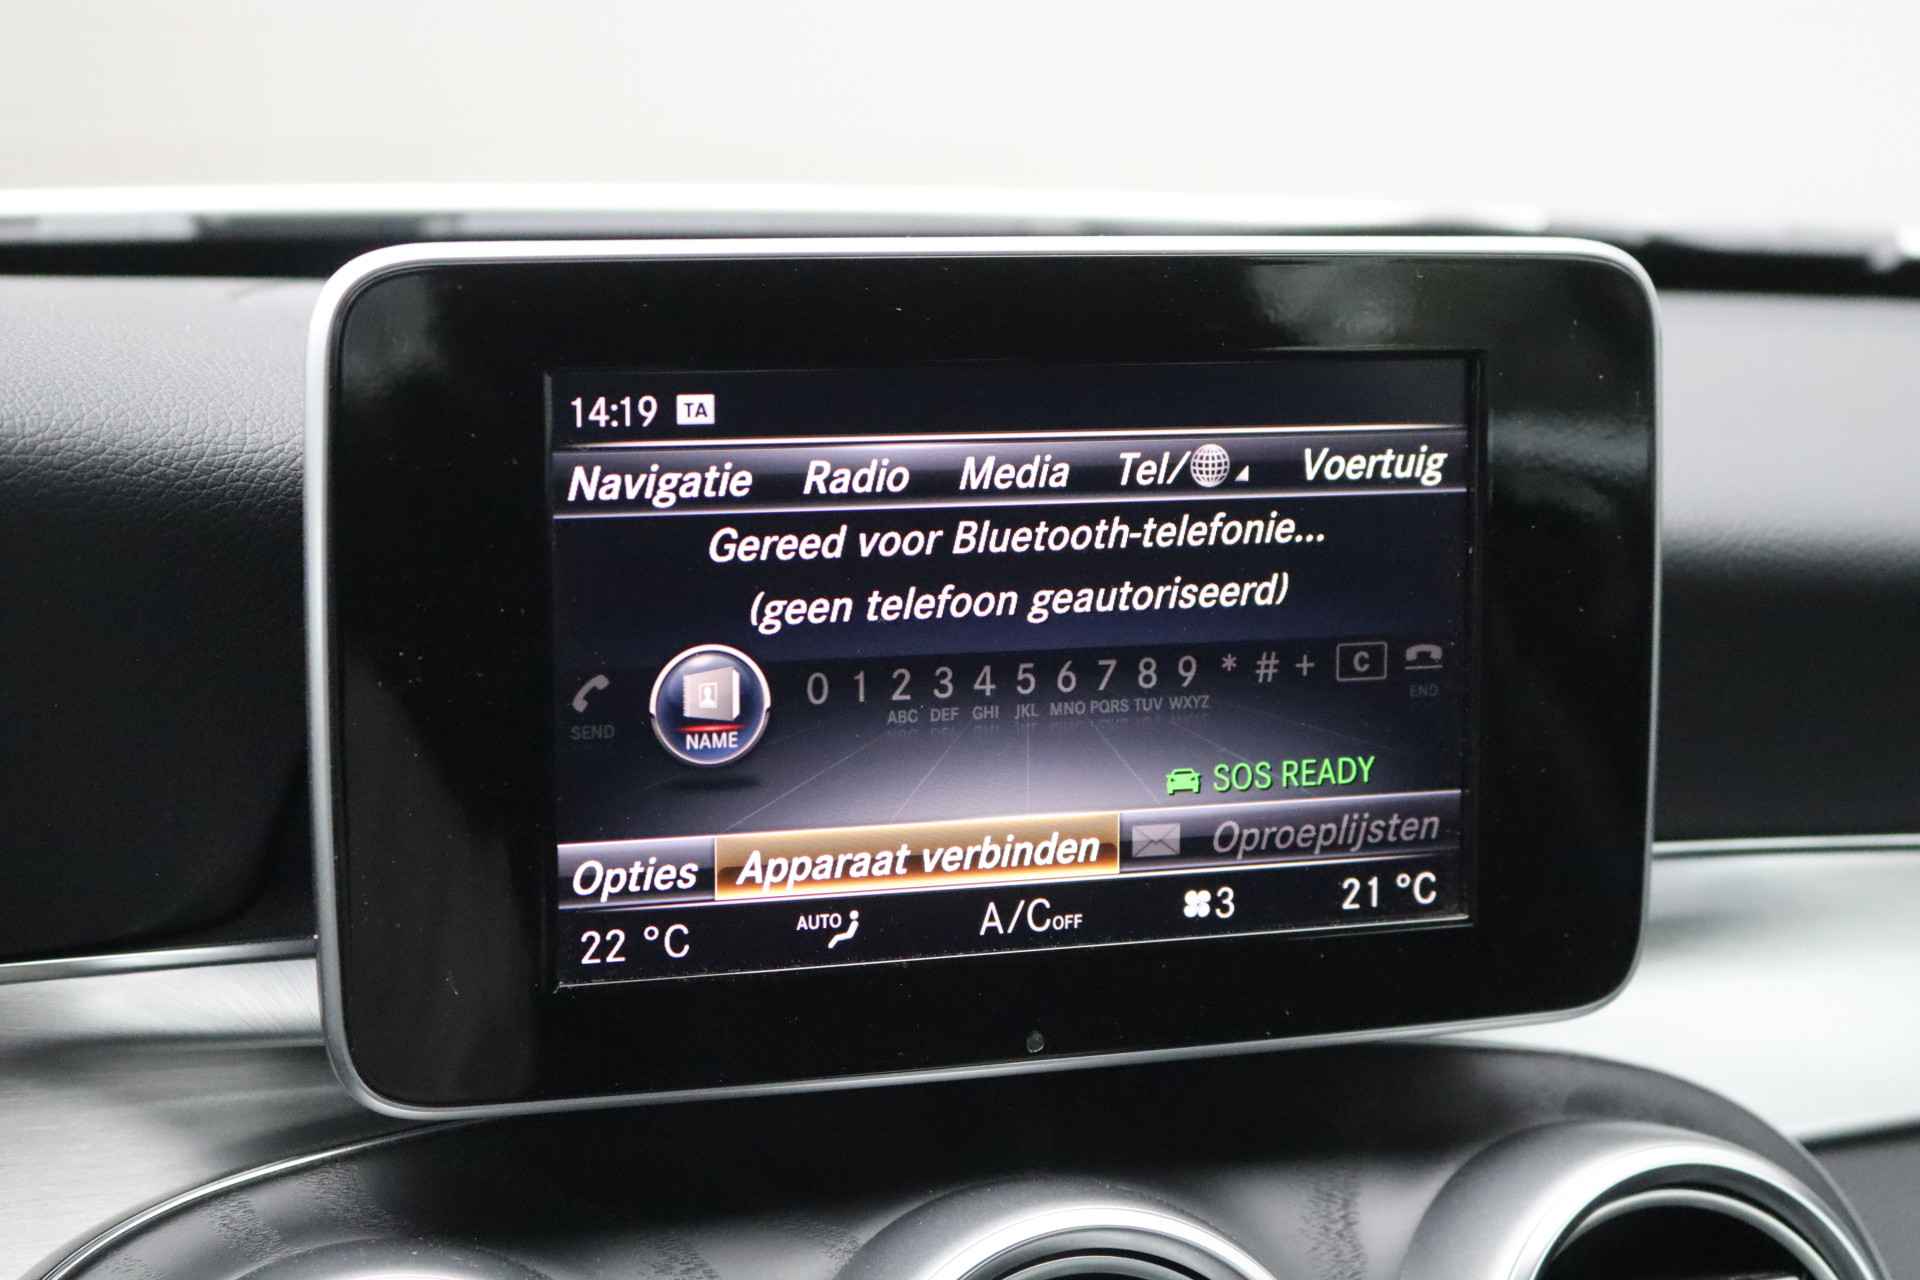 14:19 TA
Navigatie Radio Media Tel/ Voertuig
Gereed voor Bluetooth-telefonie...
(geen telefoon geautoriseerd)
SEND NAME 0 1 2 3 4 5 6 7 8 9 * # + C END
ABC DEF GHI JKL MNO PQRS TUV WXYZ
SOS READY
Opties Apparaat verbinden Oproeplijsten
22 °C AUTO A/C OFF 3 21 °C